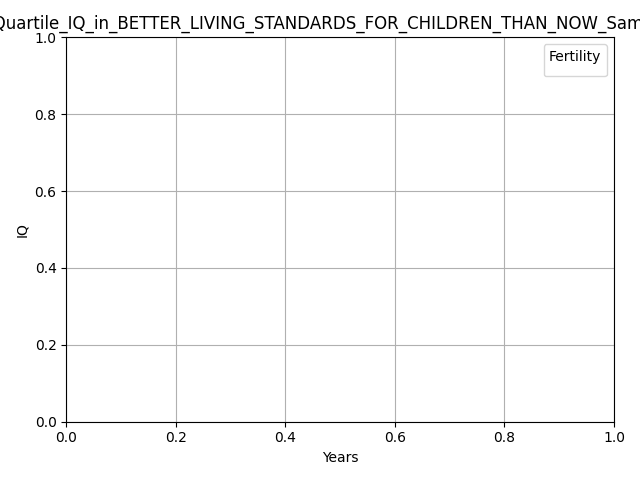 Quartile_IQ_in_BETTER_LIVING_STANDARDS_FOR_CHILDREN_THAN_NOW_Sam
Fertility
1.0
0.8
0.6
0.4
0.2
0.0
IQ
0.0 0.2 0.4 0.6 0.8 1.0
Years